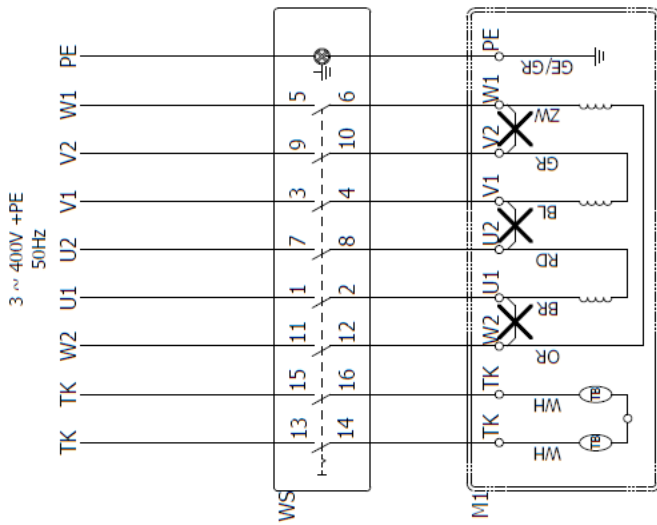 3 ~ 400V +PE
50Hz
PE
W1
V2
V1
U2
U1
W2
TK
TK
5 6
9 10
3 4
7 8
1 2
11 12
15 16
13 14
WS
PE
W1
V2
V1
U2
U1
W2
TK
TK
GE/GR
ZW
GR
BL
RD
BR
OR
WH
WH
TB
TB
M1